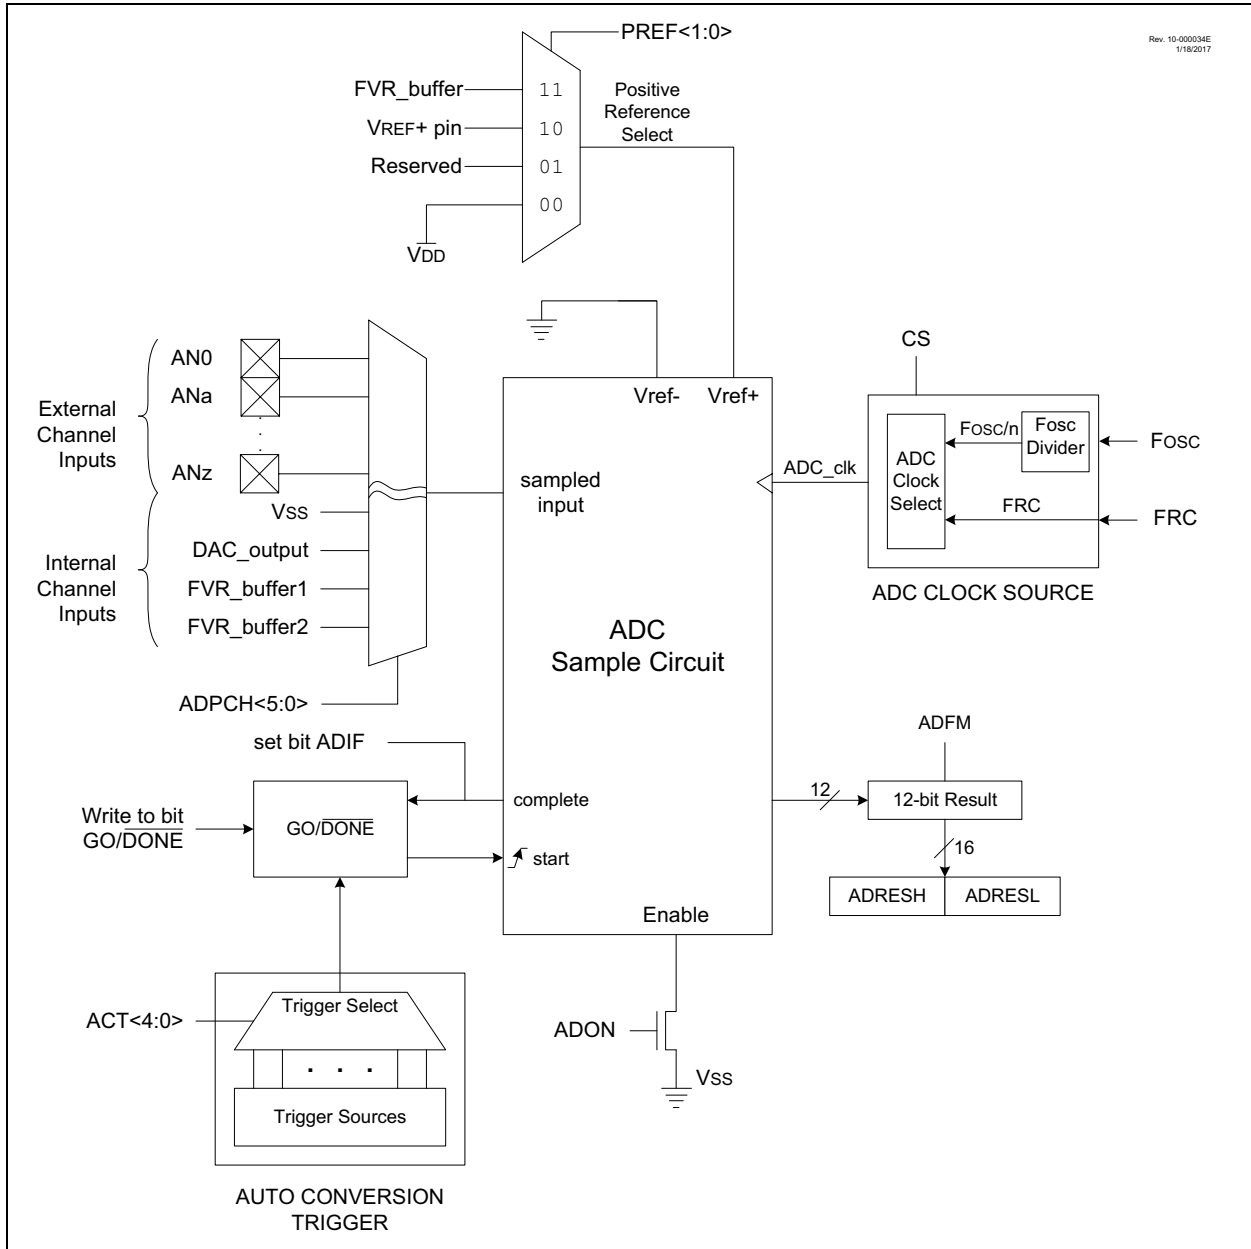 PREF<1:0>
Rev. 10-000034E
1/18/2017
FVR_buffer
11
VREF+ pin
10
Reserved
01
00
VDD
Positive
Reference
Select
External
Channel
Inputs
AN0
ANa
.
.
.
ANz
Internal
Channel
Inputs
VSS
DAC_output
FVR_buffer1
FVR_buffer2
ADPCH<5:0>
Vref-
Vref+
sampled
input
ADC
Sample Circuit
complete
start
Enable
CS
ADC_clk
ADC
Clock
Select
FOSC/n
Fosc
Divider
FOSC
FRC
FRC
ADC CLOCK SOURCE
set bit ADIF
Write to bit
GO/DONE
GO/DONE
ADFM
12
12-bit Result
16
ADRESH
ADRESL
ACT<4:0>
Trigger Select
. . .
Trigger Sources
AUTO CONVERSION
TRIGGER
ADON
VSS